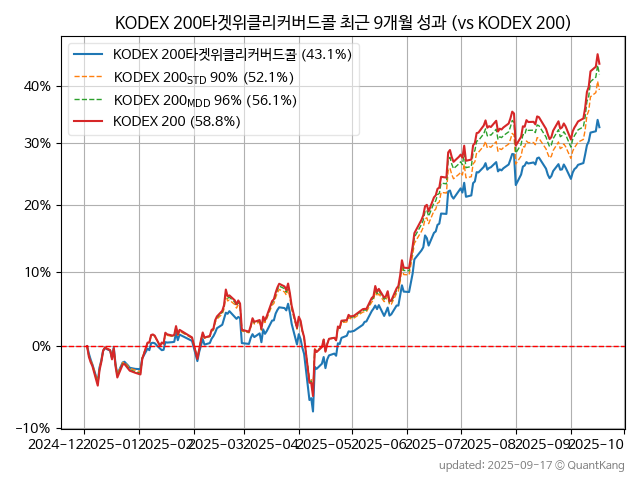 KODEX 200타겟위클리커버드콜 최근 9개월 성과 (vs KODEX 200)
KODEX 200타겟위클리커버드콜 (43.1%)
KODEX 200STD 90% (52.1%)
KODEX 200MDD 96% (56.1%)
KODEX 200 (58.8%)
40%
30%
20%
10%
0%
−10%
2024-12 2025-01 2025-02 2025-03 2025-04 2025-05 2025-06 2025-07 2025-08 2025-09 2025-10
updated: 2025-09-17 © QuantKang